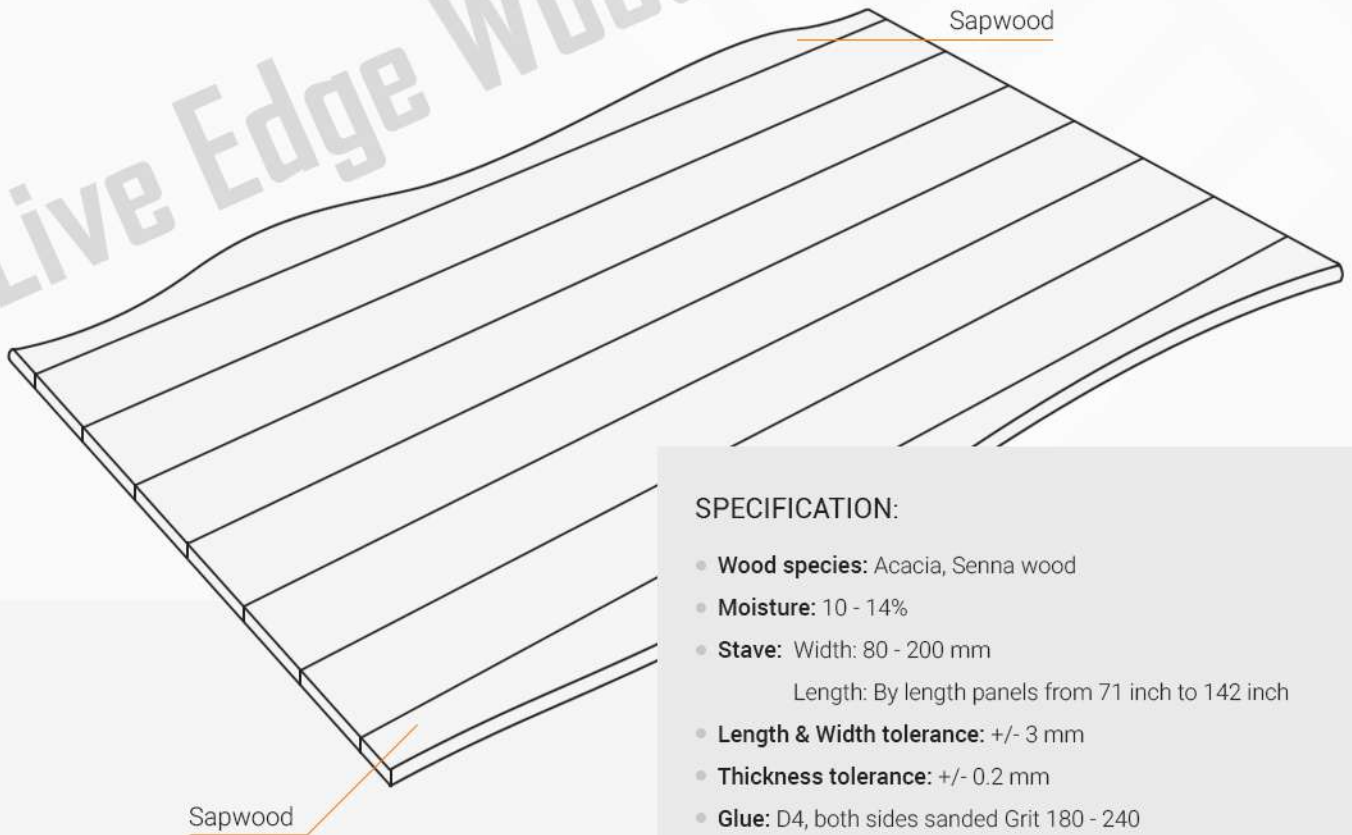 Live Edge
Sapwood
Sapwood
SPECIFICATION:
Wood species: Acacia, Senna wood
Moisture: 10 - 14%
Stave: Width: 80 - 200 mm
Length: By length panels from 71 inch to 142 inch
Length & Width tolerance: +/- 3 mm
Thickness tolerance: +/- 0.2 mm
Glue: D4, both sides sanded Grit 180 - 240